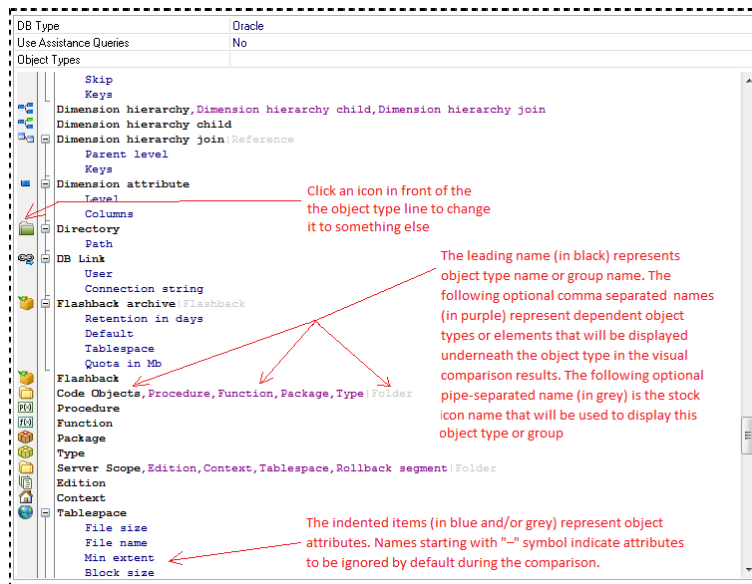 DB Type Oracle
Use Assistance Queries No
Object Types
Skip
Keys
Dimension hierarchy,Dimension hierarchy child,Dimension hierarchy join
Dimension hierarchy child
Dimension hierarchy join|Reference
Parent level
Keys
Dimension attribute
Level
Columns
Directory
Path
DB Link
User
Connection string
Flashback archive|Flashback
Retention in days
Default
Tablespace
Quota in Mb
Flashback
Code Objects,Procedure,Function,Package,Type|Folder
P(·) Procedure
f(·) Function
Package
Type
Server Scope,Edition,Context,Tablespace,Rollback segment|Folder
Edition
Context
Tablespace
File size
File name
Min extent
Block size
Click an icon in front of the
the object type line to change
it to something else
The leading name (in black) represents
object type name or group name. The
following optional comma separated names
(in purple) represent dependent object
types or elements that will be displayed
underneath the object type in the visual
comparison results. The following optional
pipe-separated name (in grey) is the stock
icon name that will be used to display this
object type or group
The indented items (in blue and/or grey) represent object
attributes. Names starting with "–" symbol indicate attributes
to be ignored by default during the comparison.